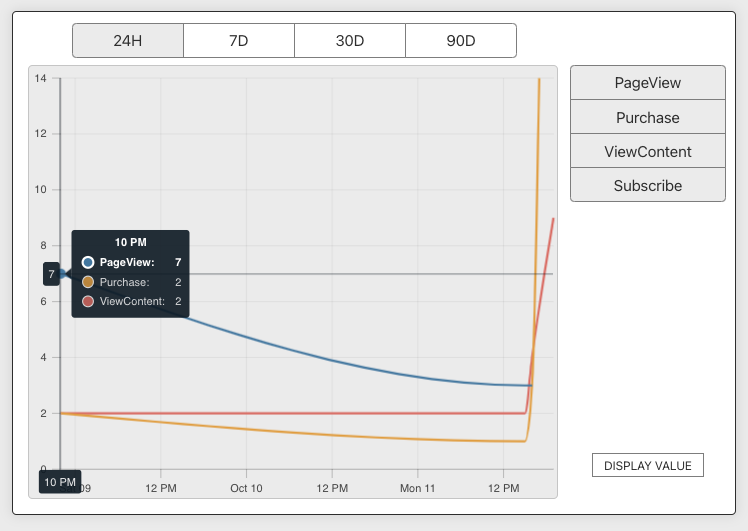 24H 7D 30D 90D
PageView
Purchase
ViewContent
Subscribe
14
12
10
8
6
4
2
0
7
10 PM
PageView: 7
Purchase: 2
ViewContent: 2
10 PM 09 12 PM Oct 10 12 PM Mon 11 12 PM
DISPLAY VALUE